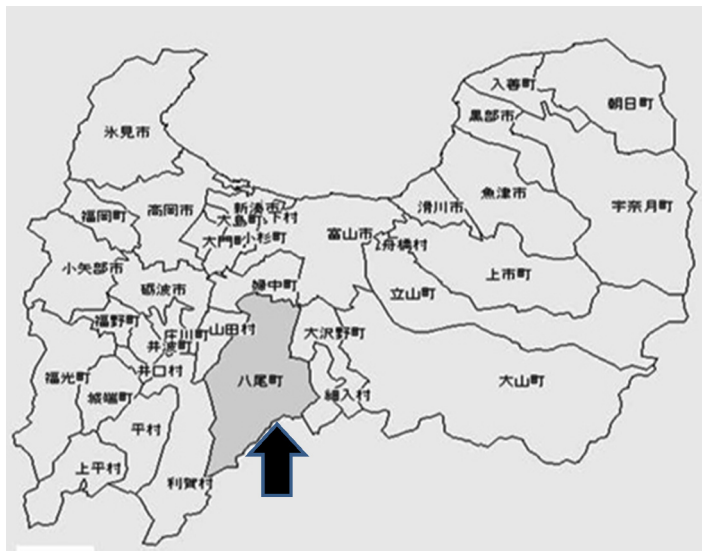 入善町
朝日町
黒部市
氷見市
魚津市
宇奈月町
福岡町
高岡市
新湊市
大島町
下村
滑川市
大門町
小杉町
富山市
舟橋村
小矢部市
上市町
砺波市
婦中町
立山町
福野町
庄川町
山田村
大沢野町
井波町
井口村
福光町
八尾町
大山町
城端町
細入村
平村
上平村
利賀村